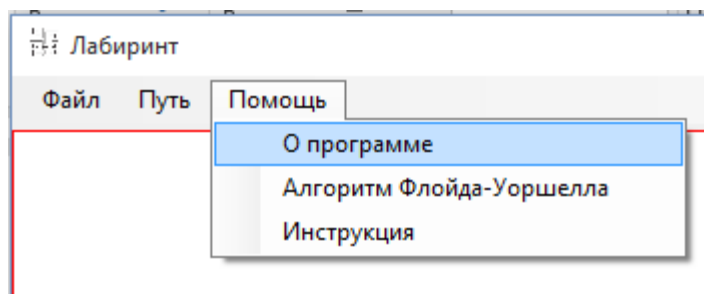 Лабиринт
Файл Путь Помощь
О программе
Алгоритм Флойда-Уоршелла
Инструкция